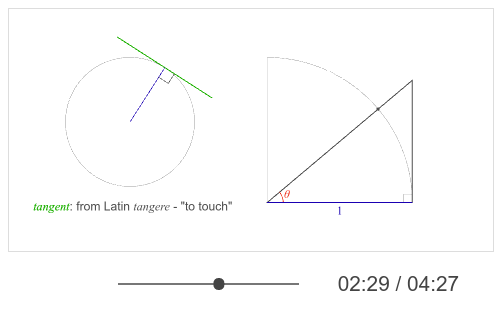 θ
tangent: from Latin tangere - "to touch"
1
02:29 / 04:27